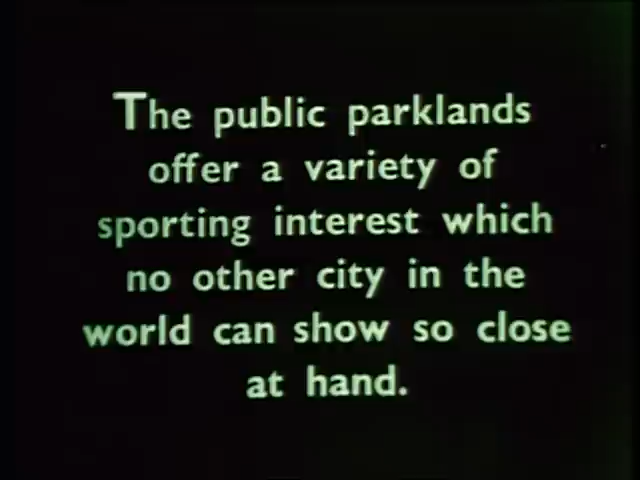 The public parklands
offer a variety of
sporting interest which
no other city in the
world can show so close
at hand.